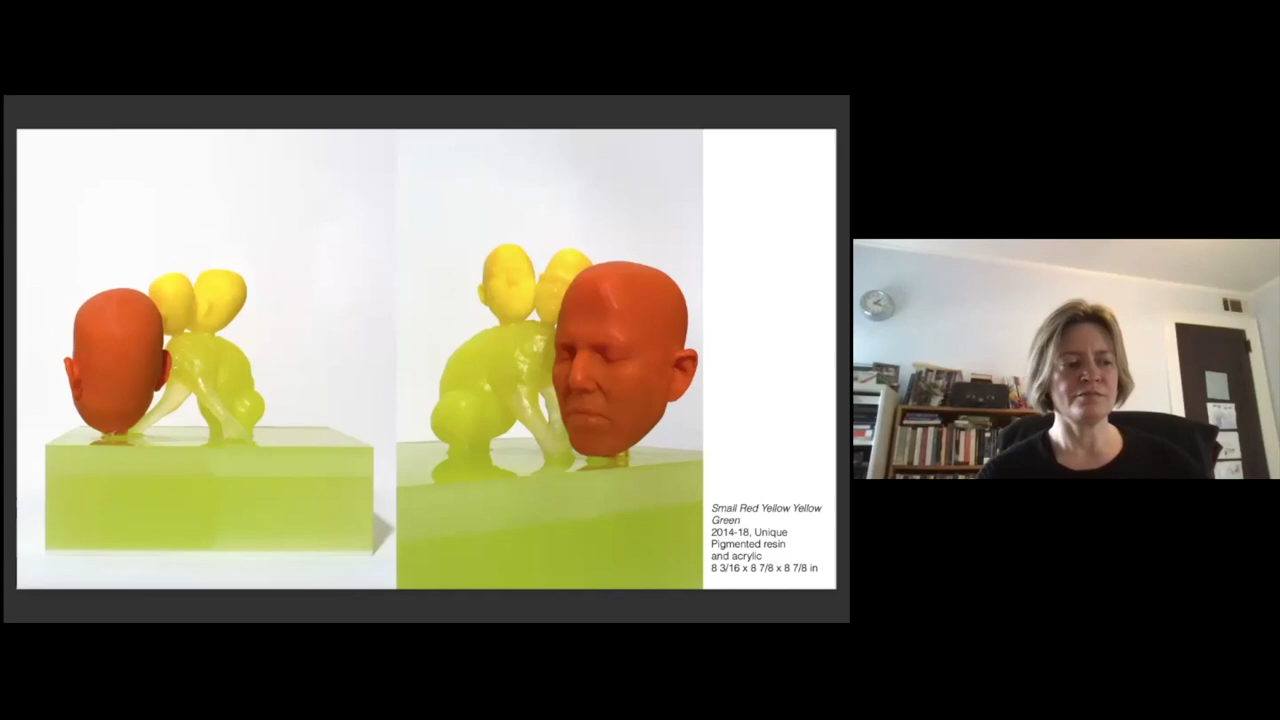 Small Red Yellow Yellow
Green
2014-18, Unique
Pigmented resin
and acrylic
8 3/16 x 8 7/8 x 8 7/8 in